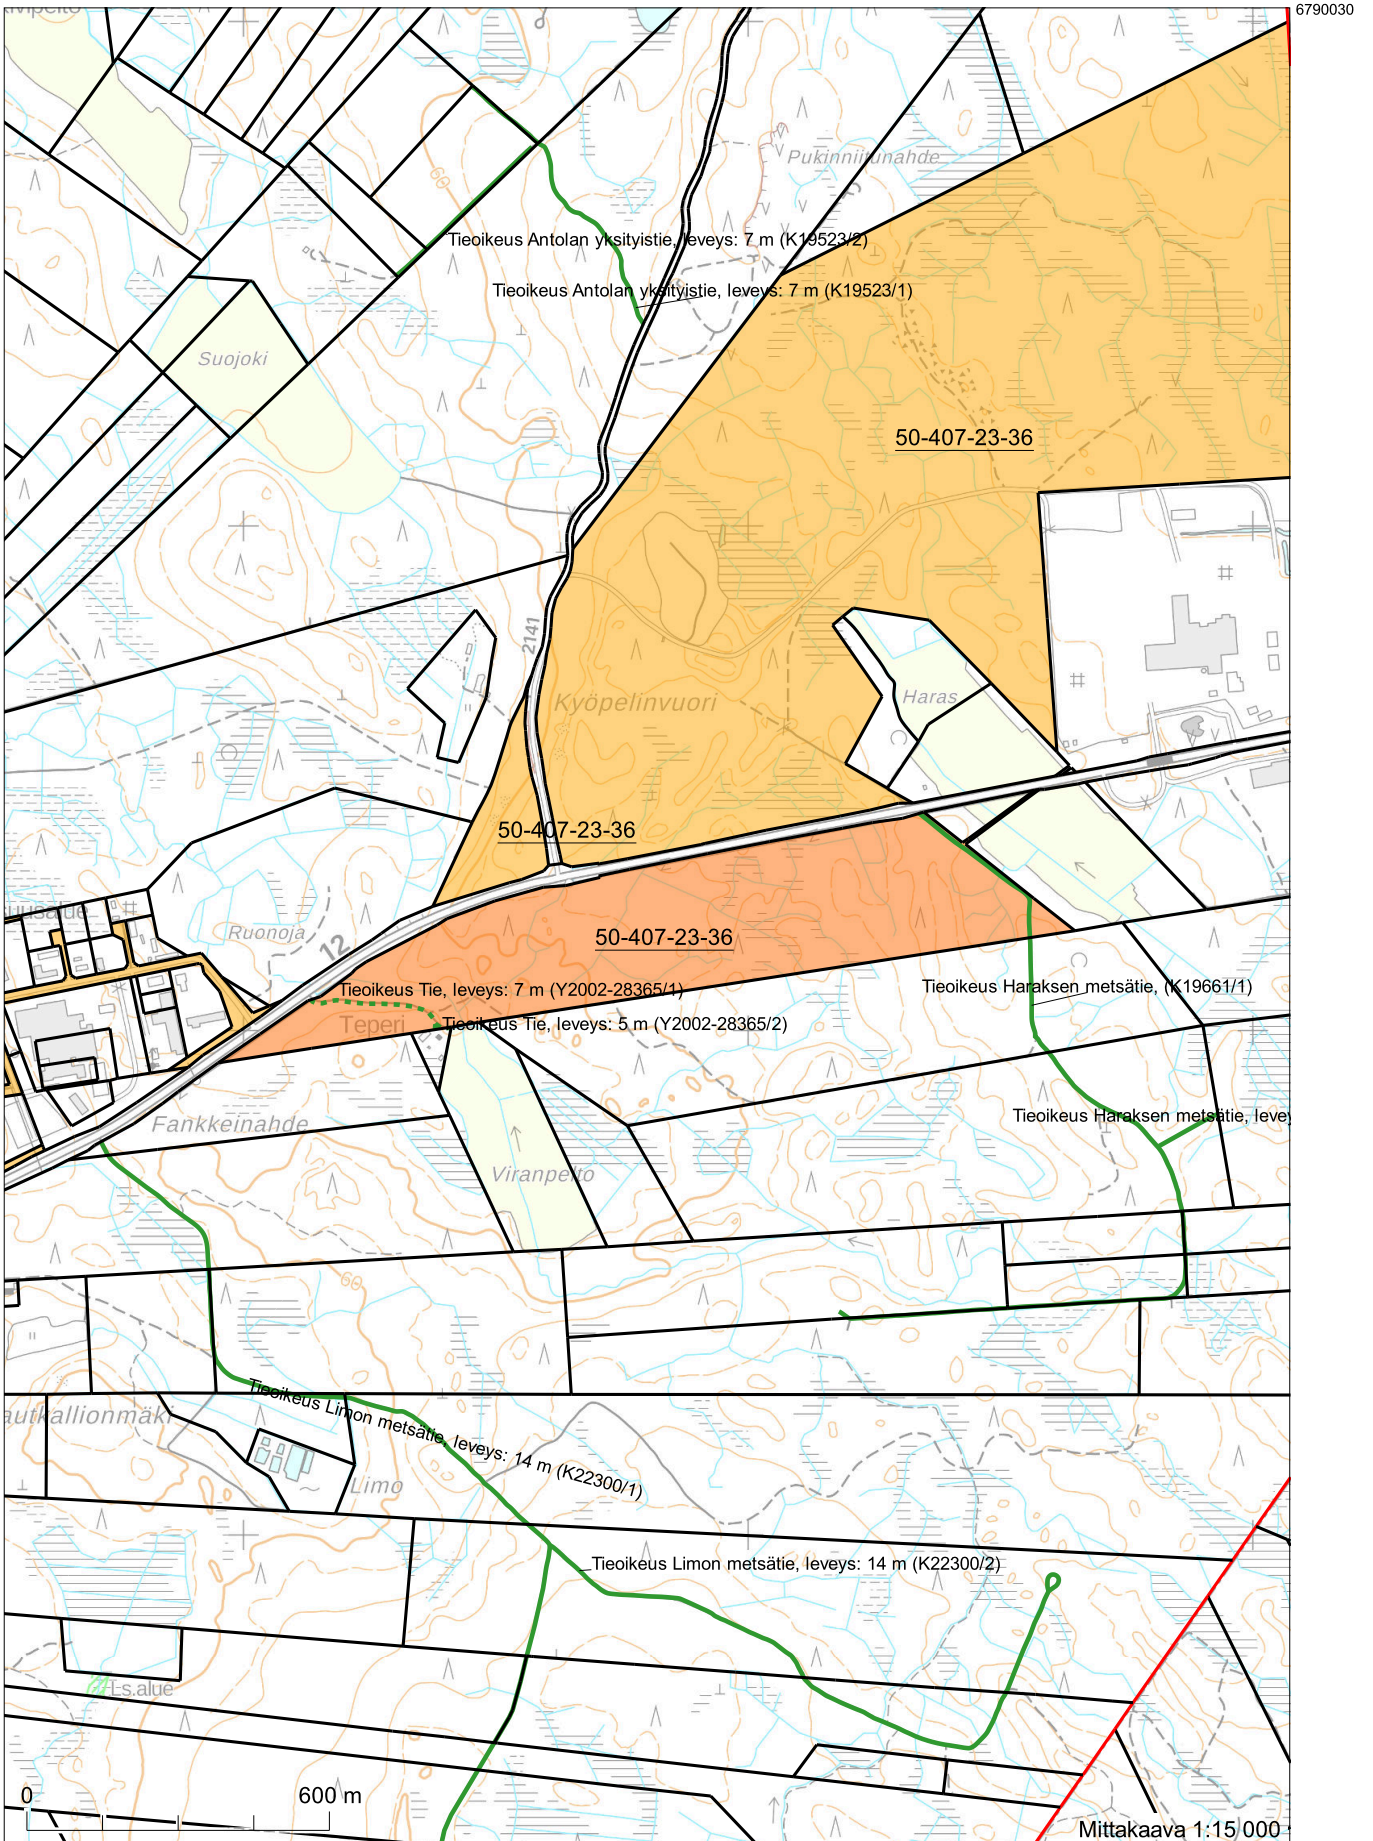 6790030
Pukinniitunahde
60
Tieoikeus Antolan yksityistie, leveys: 7 m (K19523/2)
Tieoikeus Antolan yksityistie, leveys: 7 m (K19523/1)
Suojoki
50-407-23-36
2141
Kyöpelinvuori
Haras
50-407-23-36
Ruonoja
12
50-407-23-36
Tieoikeus Tie, leveys: 7 m (Y2002-28365/1)
Tieoikeus Haraksen metsätie, (K19661/1)
Teperi
Tieoikeus Tie, leveys: 5 m (Y2002-28365/2)
Fankkeinahde
Tieoikeus Haraksen metsätie, levey
Viranpelto
60
autkallionmäki
Tieoikeus Limon metsätie, leveys: 14 m (K22300/1)
Limo
Tieoikeus Limon metsätie, leveys: 14 m (K22300/2)
Ls.alue
0 600 m
Mittakaava 1:15 000